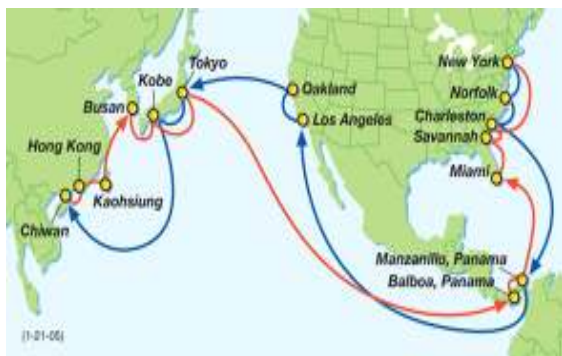 New York
Tokyo
Kobe
Oakland
Norfolk
Busan
Charleston
Los Angeles
Savannah
Hong Kong
Miami
Kaohsiung
Chiwan
Manzanillo, Panama
Balboa, Panama
(1-21-05)